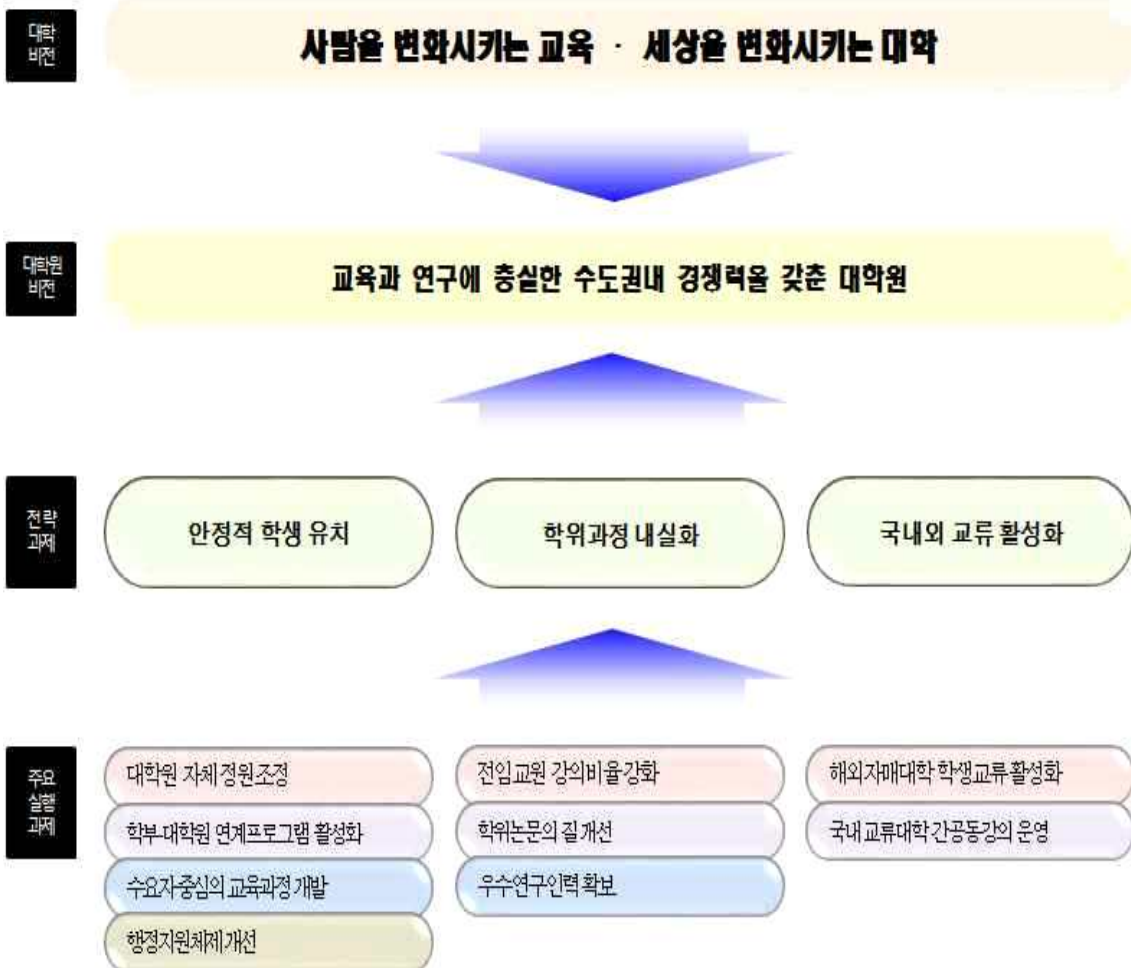 대학
비전
사람을 변화시키는 교육 · 세상을 변화시키는 대학
대학원
비전
교육과 연구에 충실한 수도권내 경쟁력을 갖춘 대학원
전략
과제
안정적 학생 유치
학위과정 내실화
국내외 교류 활성화
주요
실행
과제
대학원 자체 정원조정
전임교원 강의비율강화
해외자매대학 학생교류 활성화
학부-대학원 연계프로그램 활성화
학위논문의 질 개선
국내 교류대학 간공동강의 운영
수요자중심의 교육과정 개발
우수연구인력 확보
행정지원체제개선